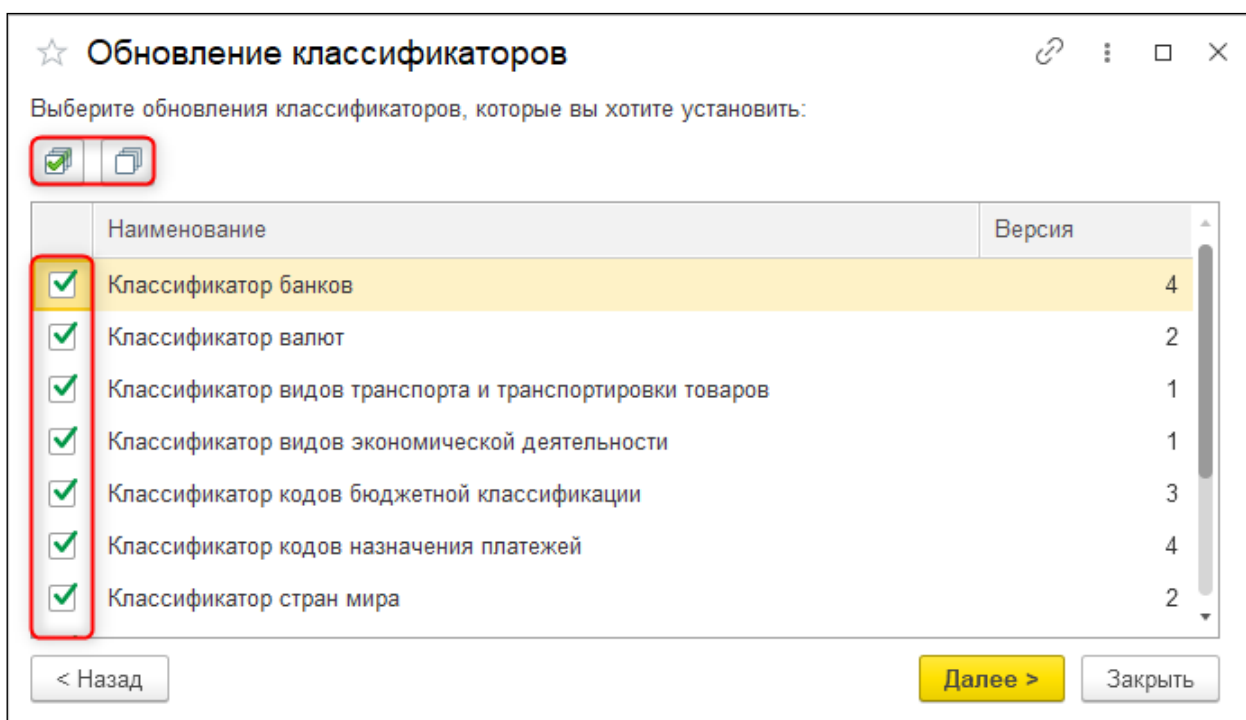 Обновление классификаторов
Выберите обновления классификаторов, которые вы хотите установить:
Наименование Версия
Классификатор банков 4
Классификатор валют 2
Классификатор видов транспорта и транспортировки товаров 1
Классификатор видов экономической деятельности 1
Классификатор кодов бюджетной классификации 3
Классификатор кодов назначения платежей 4
Классификатор стран мира 2
< Назад Далее > Закрыть